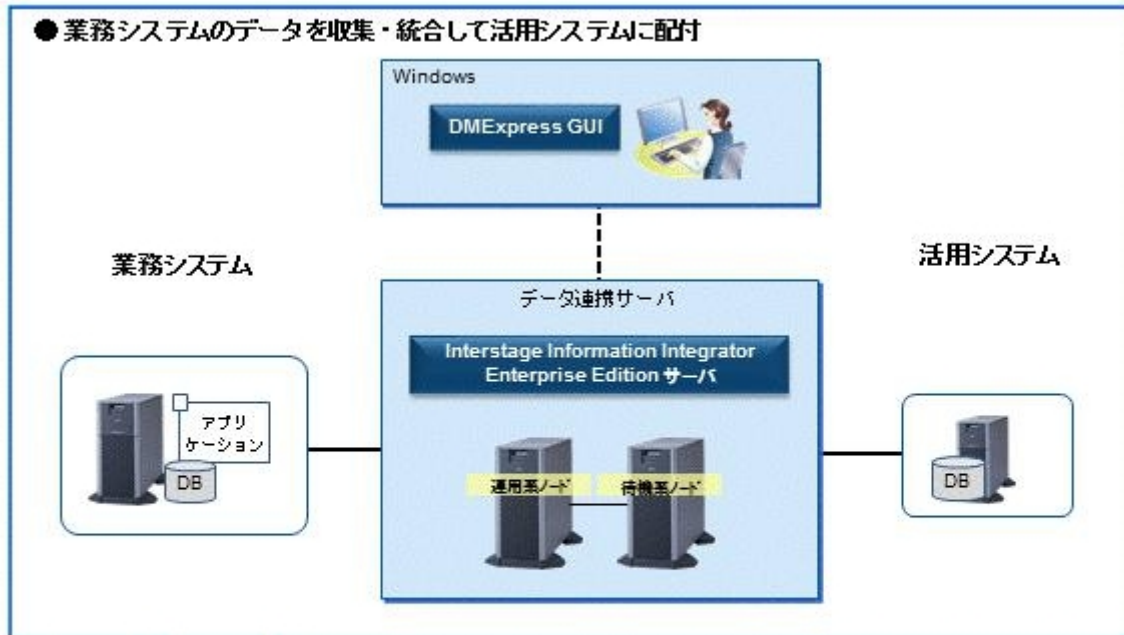 ●業務システムのデータを収集・統合して活用システムに配付
Windows
DMExpress GUI
業務システム
活用システム
データ連携サーバ
Interstage Information Integrator
Enterprise Edition サーバ
アプリ
ケーション
DB
運用系ノード
待機系ノード
DB